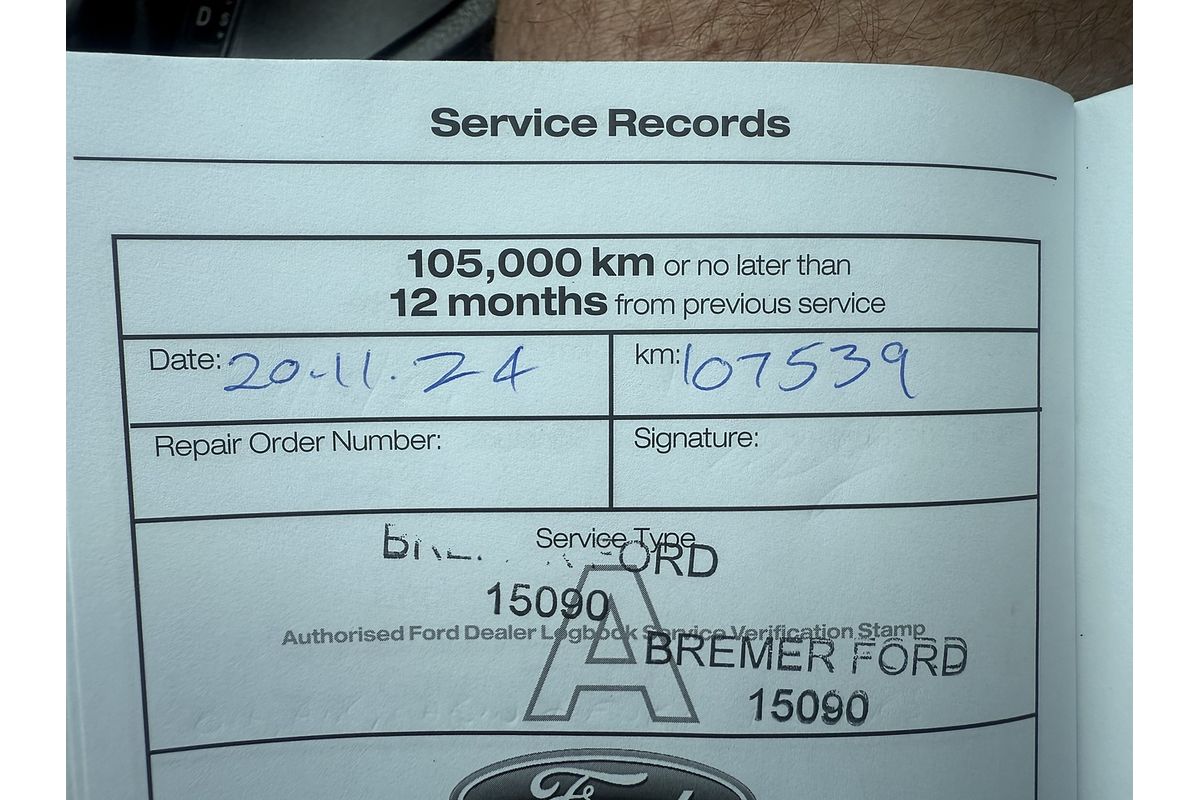 D
Service Records
105,000 km or no later than
12 months from previous service
Date: 20.11.24
km: 107539
Repair Order Number:
Signature:
Service Type
FORD
15090
A
Authorised Ford Dealer Logbook Service Verification Stamp
BREMER FORD
15090
Ford